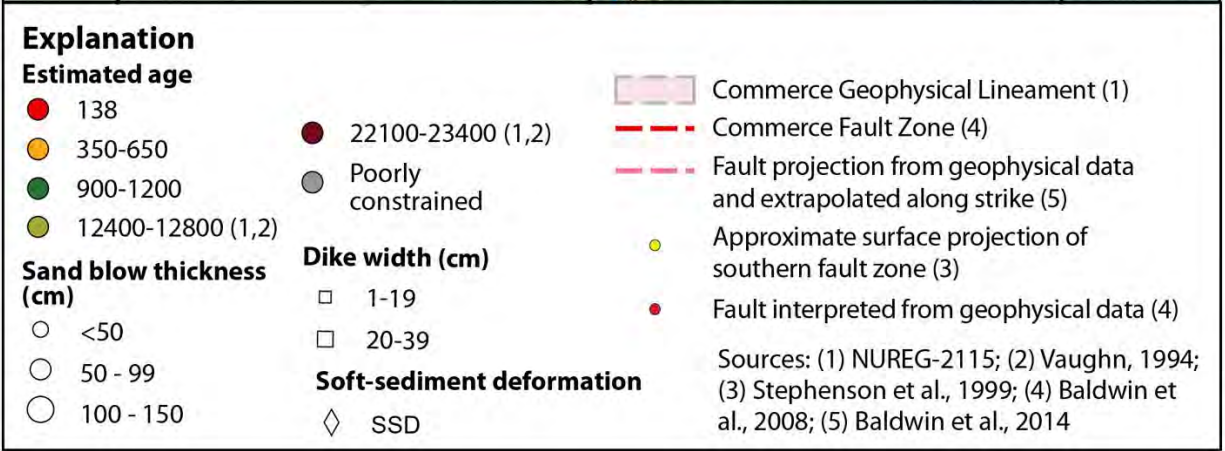 Explanation
Estimated age
138
350-650
900-1200
12400-12800 (1,2)
Sand blow thickness
(cm)
<50
50 - 99
100 - 150
22100-23400 (1,2)
Poorly
constrained
Dike width (cm)
1-19
20-39
Soft-sediment deformation
SSD
Commerce Geophysical Lineament (1)
Commerce Fault Zone (4)
Fault projection from geophysical data
and extrapolated along strike (5)
Approximate surface projection of
southern fault zone (3)
Fault interpreted from geophysical data (4)
Sources: (1) NUREG-2115; (2) Vaughn, 1994;
(3) Stephenson et al., 1999; (4) Baldwin et
al., 2008; (5) Baldwin et al., 2014